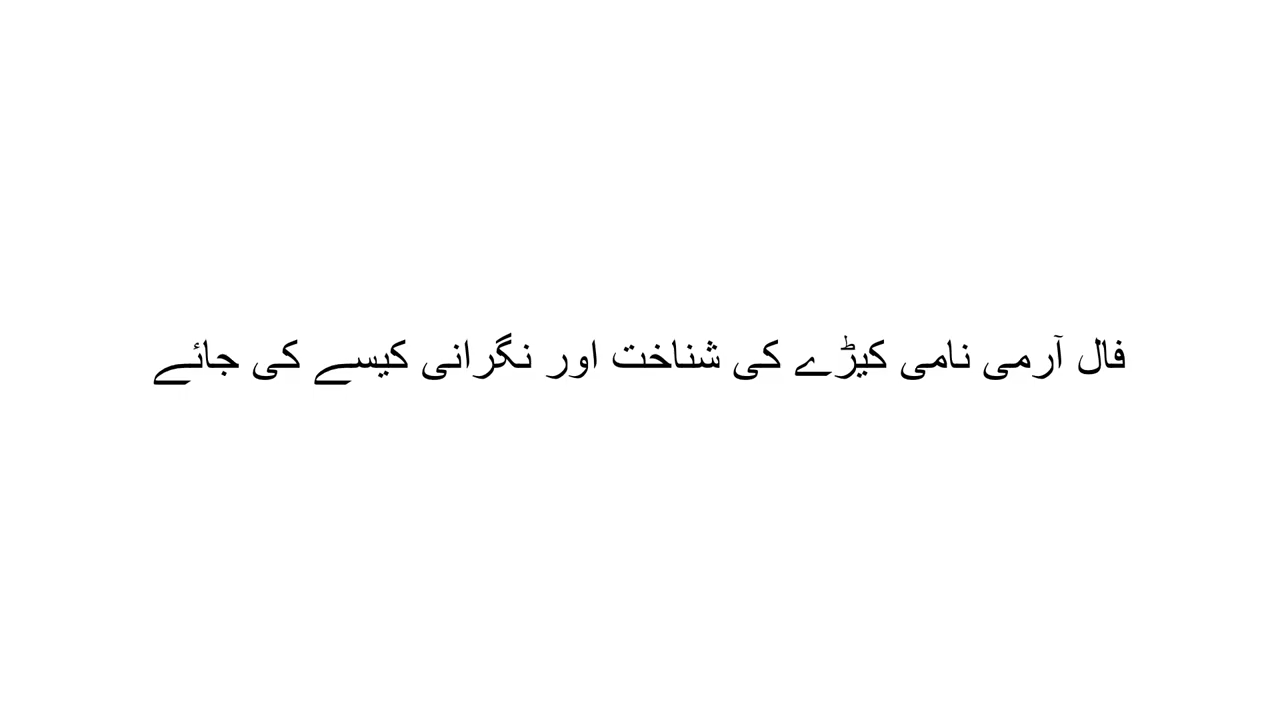 فال آرمی نامی کیڑے کی شناخت اور نگرانی کیسے کی جائے